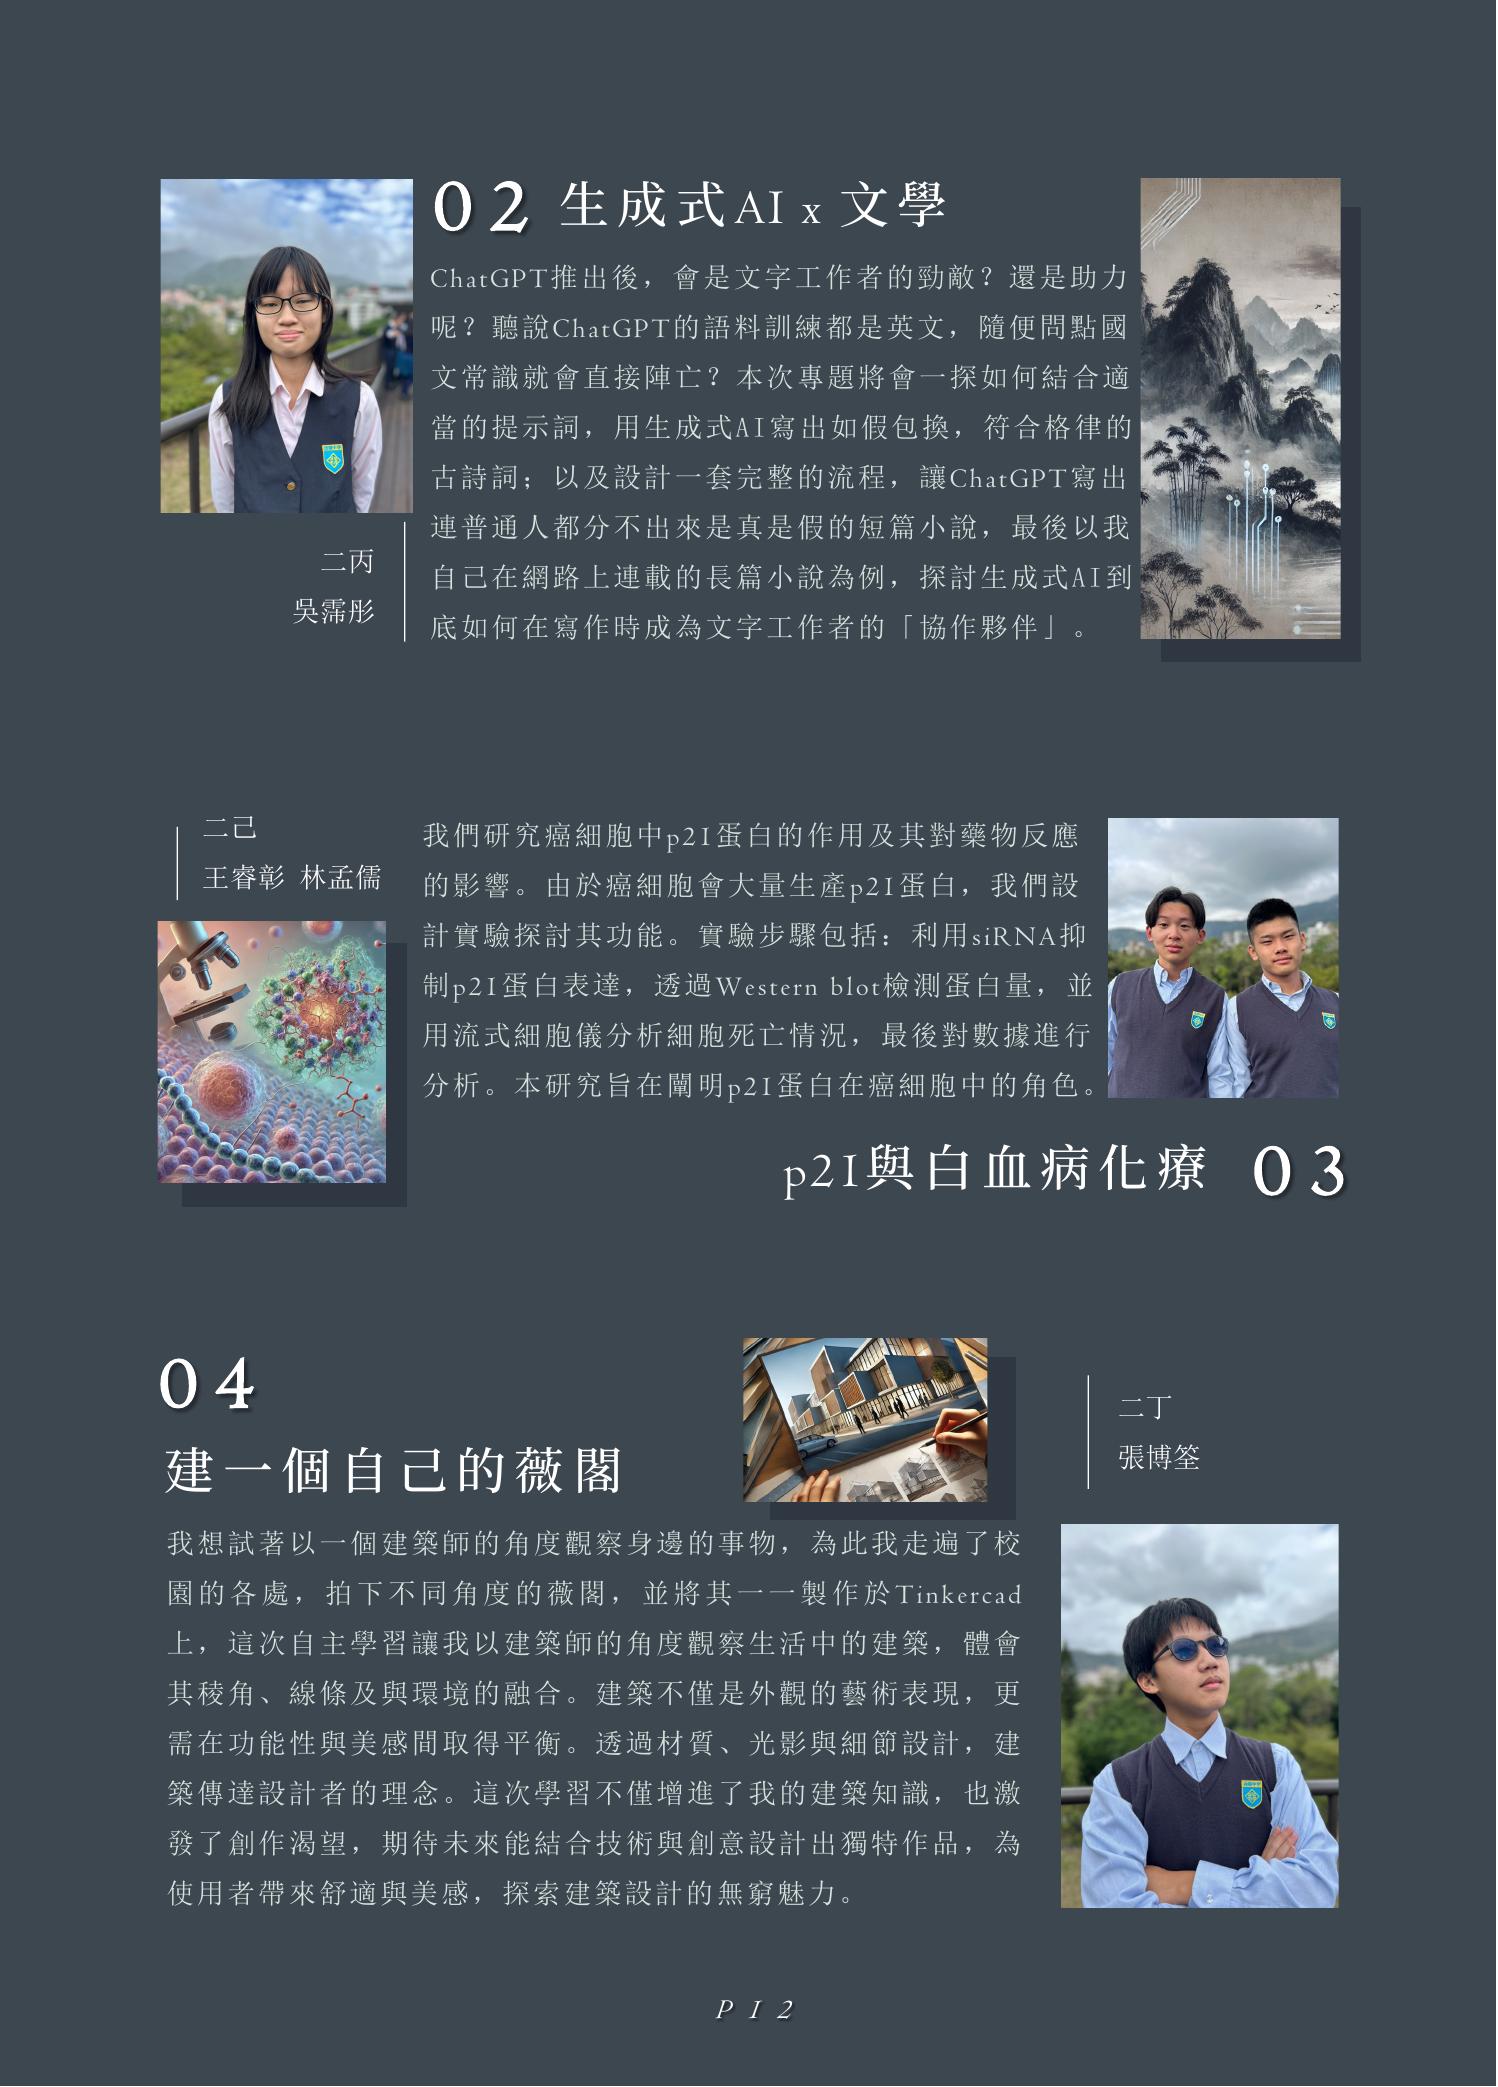 02 生成式AI x 文學
ChatGPT推出後，會是文字工作者的勁敵？還是助力
呢？聽說ChatGPT的語料訓練都是英文，隨便問點國
文常識就會直接陣亡？本次專題將會一探如何結合適
當的提示詞，用生成式AI寫出如假包換，符合格律的
古詩詞；以及設計一套完整的流程，讓ChatGPT寫出
連普通人都分不出來是真是假的短篇小說，最後以我
自己在網路上連載的長篇小說為例，探討生成式AI到
底如何在寫作時成為文字工作者的「協作夥伴」。
二丙
吳霈彤
二己
王睿彰 林孟儒
我們研究癌細胞中p21蛋白的作用及其對藥物反應
的影響。由於癌細胞會大量生產p21蛋白，我們設
計實驗探討其功能。實驗步驟包括：利用siRNA抑
制p21蛋白表達，透過Western blot檢測蛋白量，並
用流式細胞儀分析細胞死亡情況，最後對數據進行
分析。本研究旨在闡明p21蛋白在癌細胞中的角色。
p21與白血病化療 03
04
建一個自己的薇閣
二丁
張博筌
我想試著以一個建築師的角度觀察身邊的事物，為此我走遍了校
園的各處，拍下不同角度的薇閣，並將其一一製作於Tinkercad
上，這次自主學習讓我以建築師的角度觀察生活中的建築，體會
其稜角、線條及與環境的融合。建築不僅是外觀的藝術表現，更
需在功能性與美感間取得平衡。透過材質、光影與細節設計，建
築傳達設計者的理念。這次學習不僅增進了我的建築知識，也激
發了創作渴望，期待未來能結合技術與創意設計出獨特作品，為
使用者帶來舒適與美感，探索建築設計的無窮魅力。
P12